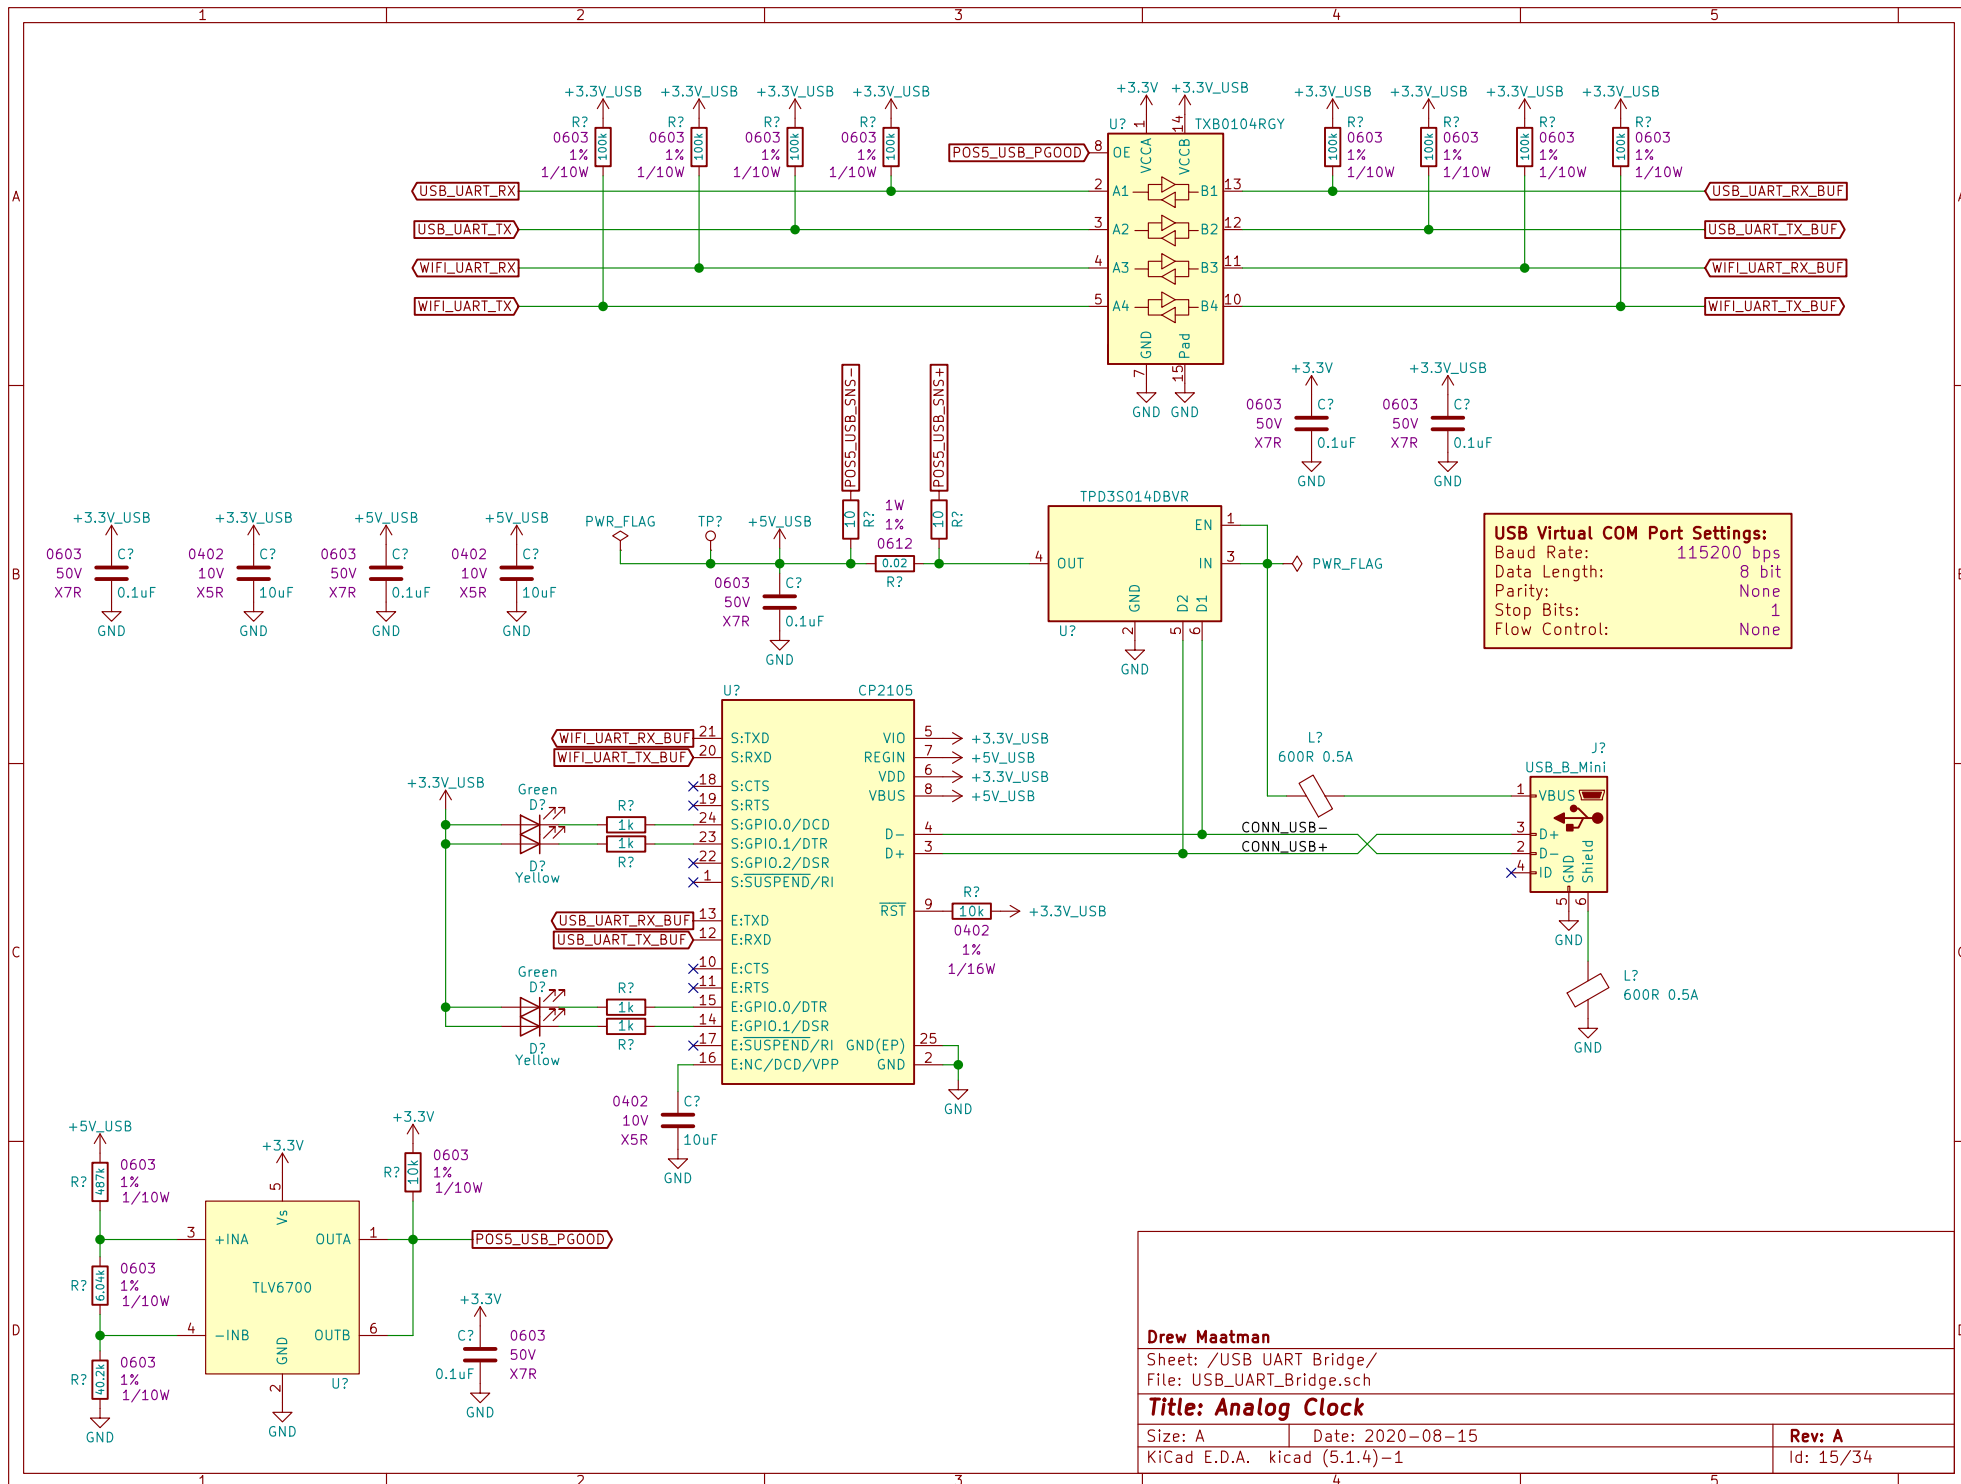 1 2 3 4 5
A
B
C
D
+3.3V_USB +3.3V_USB +3.3V_USB +3.3V_USB
R? 0603 1% 1/10W 100k
R? 0603 1% 1/10W 100k
R? 0603 1% 1/10W 100k
R? 0603 1% 1/10W 100k
USB_UART_RX
USB_UART_TX
WIFI_UART_RX
WIFI_UART_TX
POS5_USB_PGOOD
+3.3V +3.3V_USB
U? TXB0104RGY
1 VCCA 14 VCCB
8 OE
2 A1 B1 13
3 A2 B2 12
4 A3 B3 11
5 A4 B4 10
GND Pad
7 15
GND GND
+3.3V_USB +3.3V_USB +3.3V_USB +3.3V_USB
R? 0603 1% 1/10W 100k
R? 0603 1% 1/10W 100k
R? 0603 1% 1/10W 100k
R? 0603 1% 1/10W 100k
USB_UART_RX_BUF
USB_UART_TX_BUF
WIFI_UART_RX_BUF
WIFI_UART_TX_BUF
+3.3V
0603 50V X7R C? 0.1uF
GND
+3.3V_USB
0603 50V X7R C? 0.1uF
GND
+3.3V_USB
0603 50V X7R C? 0.1uF
GND
+3.3V_USB
0402 10V X5R C? 10uF
GND
+5V_USB
0603 50V X7R C? 0.1uF
GND
+5V_USB
0402 10V X5R C? 10uF
GND
PWR_FLAG TP? +5V_USB
0603 50V X7R C? 0.1uF
GND
POS5_USB_SNS-
10 R?
POS5_USB_SNS+
10 R?
1W
1%
0612
0.02
R?
TPD3S014DBVR
EN 1
4 OUT IN 3
GND D2 D1
U? 2 5 6
GND
PWR_FLAG
USB Virtual COM Port Settings:
Baud Rate: 115200 bps
Data Length: 8 bit
Parity: None
Stop Bits: 1
Flow Control: None
U? CP2105
WIFI_UART_RX_BUF 21 S:TXD
WIFI_UART_TX_BUF 20 S:RXD
18 S:CTS
19 S:RTS
24 S:GPIO.0/DCD
23 S:GPIO.1/DTR
22 S:GPIO.2/DSR
1 S:SUSPEND/RI
USB_UART_RX_BUF 13 E:TXD
USB_UART_TX_BUF 12 E:RXD
10 E:CTS
11 E:RTS
15 E:GPIO.0/DTR
14 E:GPIO.1/DSR
17 E:SUSPEND/RI
16 E:NC/DCD/VPP
VIO 5 +3.3V_USB
REGIN 7 +5V_USB
VDD 6 +3.3V_USB
VBUS 8 +5V_USB
D- 4
D+ 3
RST 9
GND(EP) 25
GND 2
GND
+3.3V_USB
Green
D?
R?
1k
1k
R?
D?
Yellow
Green
D?
R?
1k
1k
R?
D?
Yellow
0402 10V X5R C? 10uF
GND
R?
10k +3.3V_USB
0402
1%
1/16W
CONN_USB-
CONN_USB+
L?
600R 0.5A
J?
USB_B_Mini
1 VBUS
3 D+
2 D-
4 ID
GND Shield
5 6
GND
L?
600R 0.5A
GND
+5V_USB
R? 487k 0603 1% 1/10W
R? 6.04k 0603 1% 1/10W
R? 40.2k 0603 1% 1/10W
GND
+3.3V
5 Vs
3 +INA OUTA 1
TLV6700
4 -INB OUTB 6
GND
2 U?
GND
+3.3V
R? 10k 0603 1% 1/10W
POS5_USB_PGOOD
+3.3V
C? 0.1uF 0603 50V X7R
GND
Drew Maatman
Sheet: /USB UART Bridge/
File: USB_UART_Bridge.sch
Title: Analog Clock
Size: A Date: 2020-08-15 Rev: A
KiCad E.D.A. kicad (5.1.4)-1 Id: 15/34
A
B
C
D
1 2 3 4 5